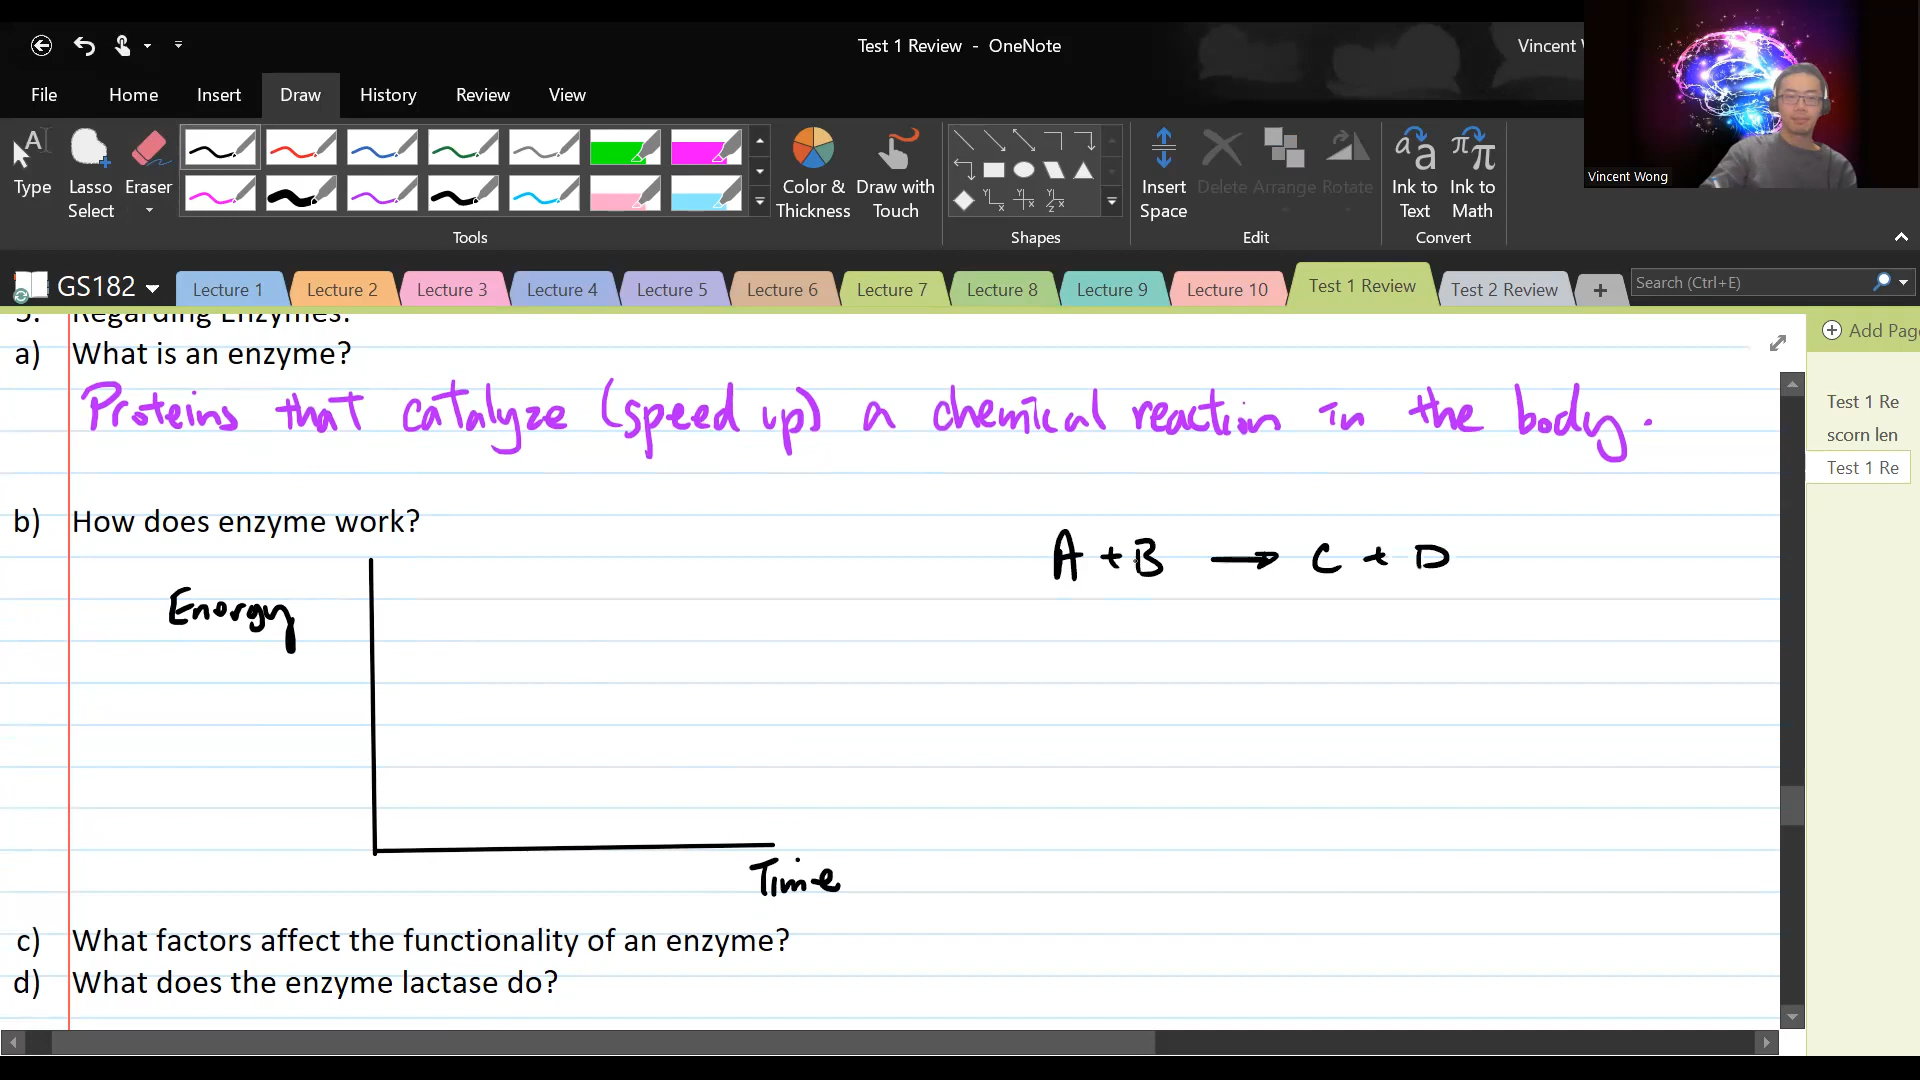 Test 1 Review - OneNote
Vincent W
Vincent Wong
File Home Insert Draw History Review View
Type
Lasso Select
Eraser
Color & Thickness
Draw with Touch
Insert Space
Delete
Arrange
Rotate
Ink to Text
Ink to Math
Tools
Shapes
Edit
Convert
GS182
Lecture 1 Lecture 2 Lecture 3 Lecture 4 Lecture 5 Lecture 6 Lecture 7 Lecture 8 Lecture 9 Lecture 10 Test 1 Review Test 2 Review +
Search (Ctrl+E)
Add Pag
Test 1 Re
scorn len
Test 1 Re
Regarding Enzymes:
a) What is an enzyme?
Proteins that catalyze (speed up) a chemical reaction in the body.
b) How does enzyme work?
A + B → C + D
Energy
Time
c) What factors affect the functionality of an enzyme?
d) What does the enzyme lactase do?